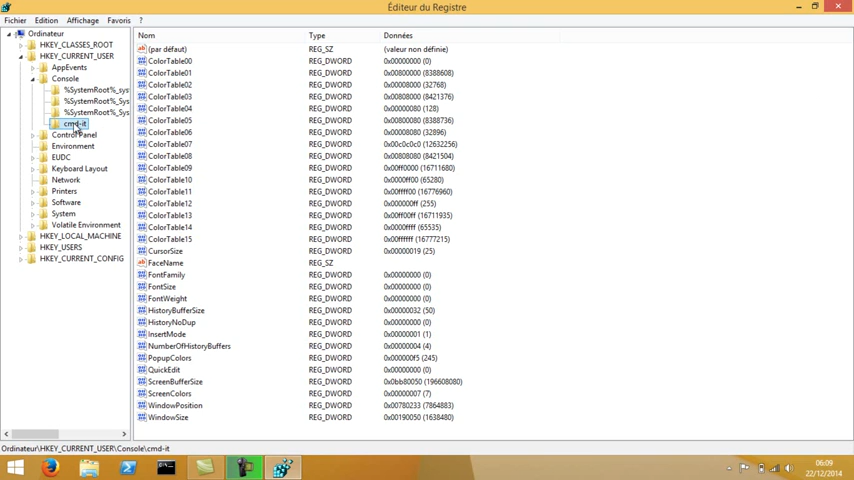 Éditeur du Registre
Fichier Edition Affichage Favoris ?
Ordinateur
HKEY_CLASSES_ROOT
HKEY_CURRENT_USER
AppEvents
Console
%SystemRoot%_sys
%SystemRoot%_Sys
%SystemRoot%_Sys
cmd-it
Control Panel
Environment
EUDC
Keyboard Layout
Network
Printers
Software
System
Volatile Environment
HKEY_LOCAL_MACHINE
HKEY_USERS
HKEY_CURRENT_CONFIG
Nom Type Données
(par défaut) REG_SZ (valeur non définie)
ColorTable00 REG_DWORD 0x00000000 (0)
ColorTable01 REG_DWORD 0x00800000 (8388608)
ColorTable02 REG_DWORD 0x00008000 (32768)
ColorTable03 REG_DWORD 0x00808000 (8421376)
ColorTable04 REG_DWORD 0x00000080 (128)
ColorTable05 REG_DWORD 0x00800080 (8388736)
ColorTable06 REG_DWORD 0x00008080 (32896)
ColorTable07 REG_DWORD 0x00c0c0c0 (12632256)
ColorTable08 REG_DWORD 0x00808080 (8421504)
ColorTable09 REG_DWORD 0x00ff0000 (16711680)
ColorTable10 REG_DWORD 0x0000ff00 (65280)
ColorTable11 REG_DWORD 0x00ffff00 (16776960)
ColorTable12 REG_DWORD 0x000000ff (255)
ColorTable13 REG_DWORD 0x00ff00ff (16711935)
ColorTable14 REG_DWORD 0x0000ffff (65535)
ColorTable15 REG_DWORD 0x00ffffff (16777215)
CursorSize REG_DWORD 0x00000019 (25)
FaceName REG_SZ
FontFamily REG_DWORD 0x00000000 (0)
FontSize REG_DWORD 0x00000000 (0)
FontWeight REG_DWORD 0x00000000 (0)
HistoryBufferSize REG_DWORD 0x00000032 (50)
HistoryNoDup REG_DWORD 0x00000000 (0)
InsertMode REG_DWORD 0x00000001 (1)
NumberOfHistoryBuffers REG_DWORD 0x00000004 (4)
PopupColors REG_DWORD 0x000000f5 (245)
QuickEdit REG_DWORD 0x00000000 (0)
ScreenBufferSize REG_DWORD 0x0bb80050 (196608080)
ScreenColors REG_DWORD 0x00000007 (7)
WindowPosition REG_DWORD 0x00780233 (7864883)
WindowSize REG_DWORD 0x00190050 (1638480)
Ordinateur\HKEY_CURRENT_USER\Console\cmd-it
06:09
22/12/2014